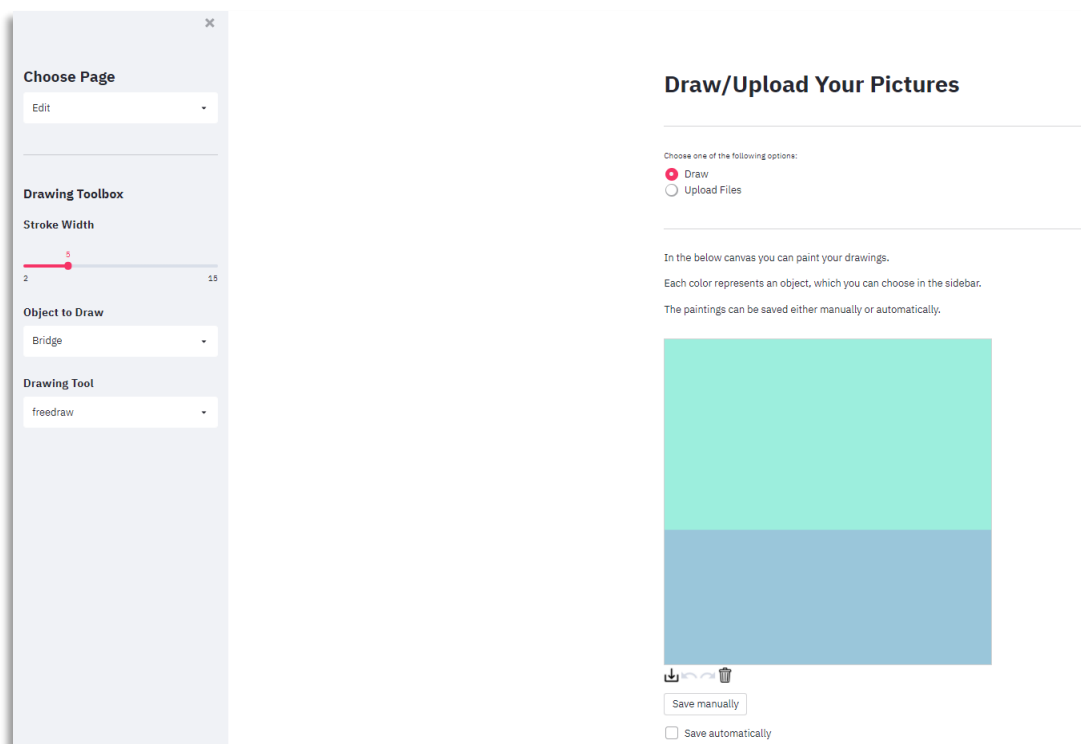 Choose Page
Edit
Drawing Toolbox
Stroke Width
5
2 15
Object to Draw
Bridge
Drawing Tool
freedraw
Draw/Upload Your Pictures
Choose one of the following options:
Draw
Upload Files
In the below canvas you can paint your drawings.
Each color represents an object, which you can choose in the sidebar.
The paintings can be saved either manually or automatically.
Save manually
Save automatically